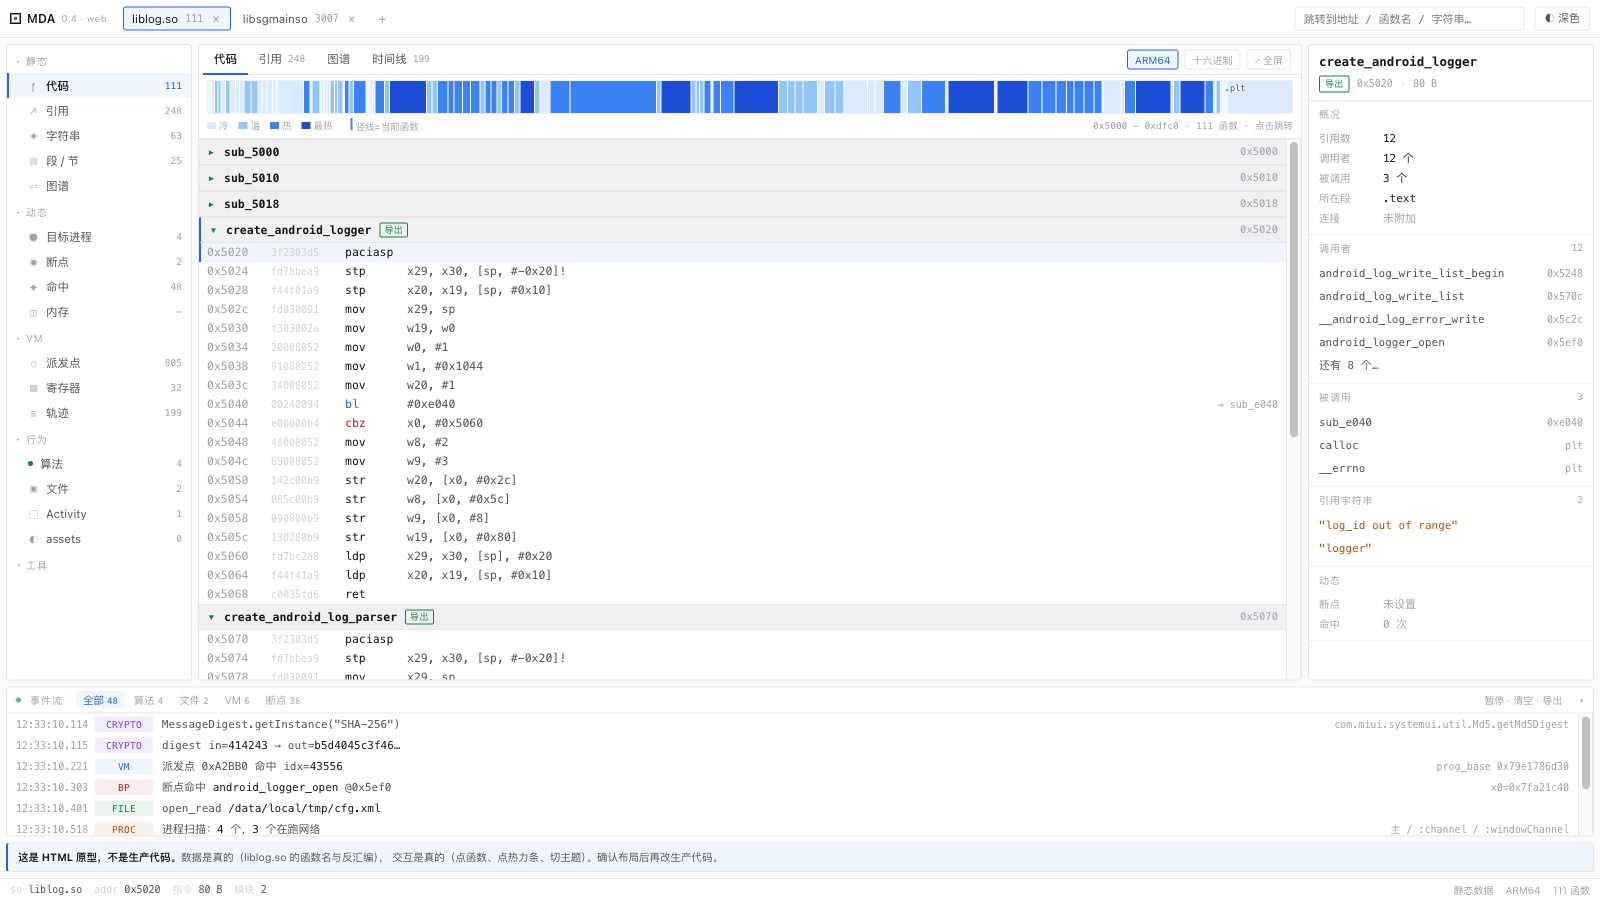 MDA 0.4 · web liblog.so 111 × libsgmainso 3007 × + 跳转到地址 / 函数名 / 字符串… 深色
静态
代码 111
引用 248
字符串 63
段 / 节 25
图谱
动态
目标进程 4
断点 2
命中 48
内存 —
VM
派发点 805
寄存器 32
轨迹 199
行为
算法 4
文件 2
Activity 1
assets 0
工具
代码 引用 248 图谱 时间线 199 ARM64 十六进制 全屏
.plt
冷 温 热 最热 竖线=当前函数 0x5000 — 0xdfc0 · 111 函数 · 点击跳转
▸ sub_5000 0x5000
▸ sub_5010 0x5010
▸ sub_5018 0x5018
▾ create_android_logger 导出 0x5020
0x5020 3f2303d5 paciasp
0x5024 fd7bbea9 stp x29, x30, [sp, #-0x20]!
0x5028 f44f01a9 stp x20, x19, [sp, #0x10]
0x502c fd030091 mov x29, sp
0x5030 f303002a mov w19, w0
0x5034 20008052 mov w0, #1
0x5038 81088252 mov w1, #0x1044
0x503c 34008052 mov w20, #1
0x5040 00240094 bl #0xe040 → sub_e040
0x5044 e00000b4 cbz x0, #0x5060
0x5048 48008052 mov w8, #2
0x504c 69008052 mov w9, #3
0x5050 142c00b9 str w20, [x0, #0x2c]
0x5054 085c00b9 str w8, [x0, #0x5c]
0x5058 090800b9 str w9, [x0, #8]
0x505c 130280b9 str w19, [x0, #0x80]
0x5060 fd7bc2a8 ldp x29, x30, [sp], #0x20
0x5064 f44f41a9 ldp x20, x19, [sp, #0x10]
0x5068 c0035fd6 ret
▾ create_android_log_parser 导出 0x5070
0x5070 3f2303d5 paciasp
0x5074 fd7bbea9 stp x29, x30, [sp, #-0x20]!
0x5078 fd030091 mov x29, sp
create_android_logger
导出 0x5020 · 80 B
概况
引用数 12
调用者 12 个
被调用 3 个
所在段 .text
连接 未附加
调用者 12
android_log_write_list_begin 0x5248
android_log_write_list 0x570c
__android_log_error_write 0x5c2c
android_logger_open 0x5ef0
还有 8 个…
被调用 3
sub_e040 0xe040
calloc plt
__errno plt
引用字符串 2
"log_id out of range"
"logger"
动态
断点 未设置
命中 0 次
事件流 全部 48 算法 4 文件 2 VM 6 断点 36 暂停 · 清空 · 导出
12:33:10.114 CRYPTO MessageDigest.getInstance("SHA-256") com.miui.systemui.util.Md5.getMd5Digest
12:33:10.115 CRYPTO digest in=414243 → out=b5d4045c3f46…
12:33:10.221 VM 派发点 0xA2BB0 命中 idx=43556 prog_base 0x79e1786d30
12:33:10.303 BP 断点命中 android_logger_open @0x5ef0 x0=0x7fa21c40
12:33:10.401 FILE open_read /data/local/tmp/cfg.xml
12:33:10.518 PROC 进程扫描: 4 个, 3 个在跑网络 主 / :channel / :windowChannel
这是 HTML 原型，不是生产代码。数据是真的（liblog.so 的函数名与反汇编）， 交互是真的（点函数、点热力条、切主题）。确认布局后再改生产代码。
so liblog.so addr 0x5020 指令 80 B 模块 2 静态数据 ARM64 111 函数